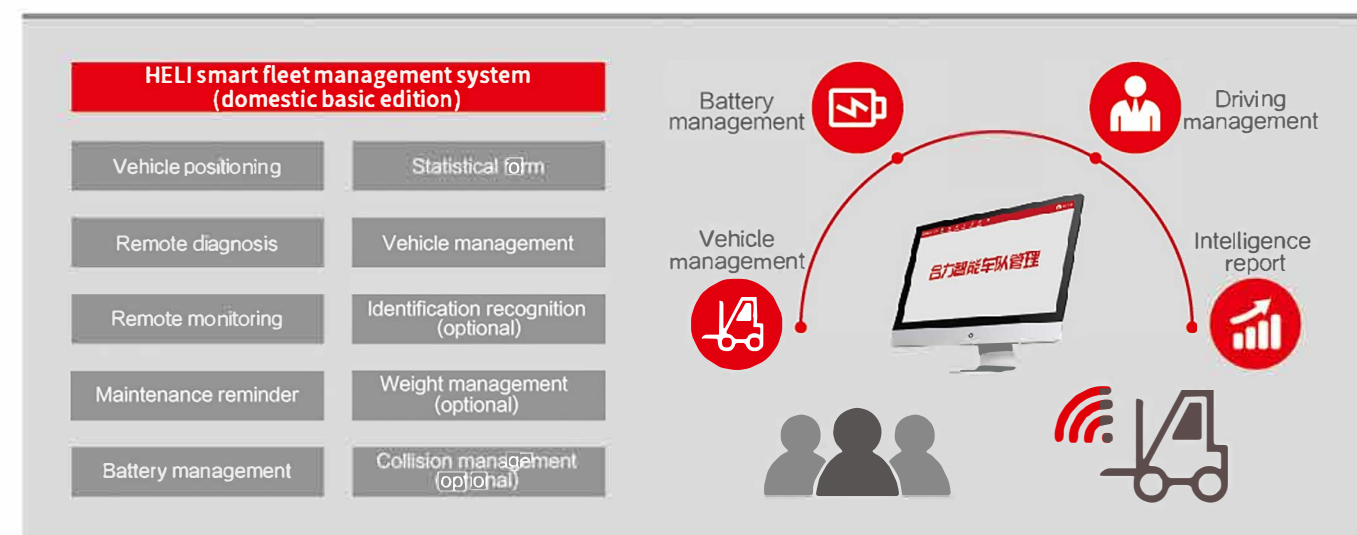 HELI smart fleet management system
(domestic basic edition)
Vehicle positioning
Statistical form
Remote diagnosis
Vehicle management
Remote monitoring
Identification recognition
(optional)
Maintenance reminder
Weight management
(optional)
Battery management
Collision management
(optional)
Battery
management
Driving
management
Vehicle
management
Intelligence
report
合力智能车队管理